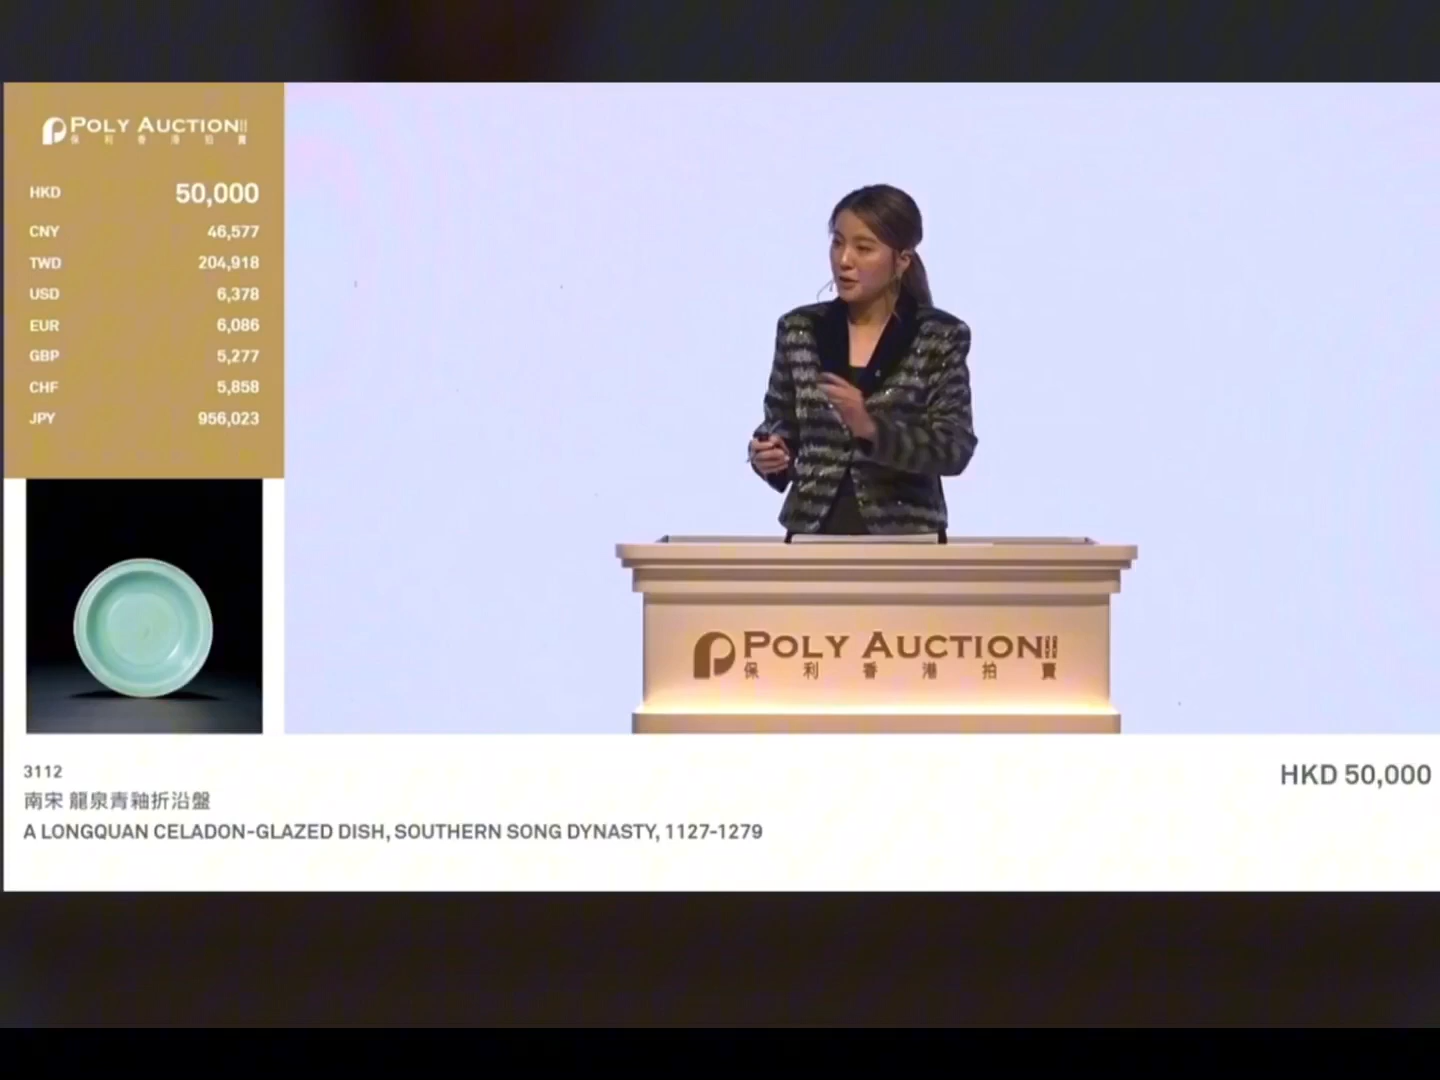 POLY AUCTION
保利香港拍賣
HKD 50,000
CNY 46,577
TWD 204,918
USD 6,378
EUR 6,086
GBP 5,277
CHF 5,858
JPY 956,023
POLY AUCTION
保利香港拍賣
3112
南宋 龍泉青釉折沿盤
A LONGQUAN CELADON-GLAZED DISH, SOUTHERN SONG DYNASTY, 1127-1279
HKD 50,000